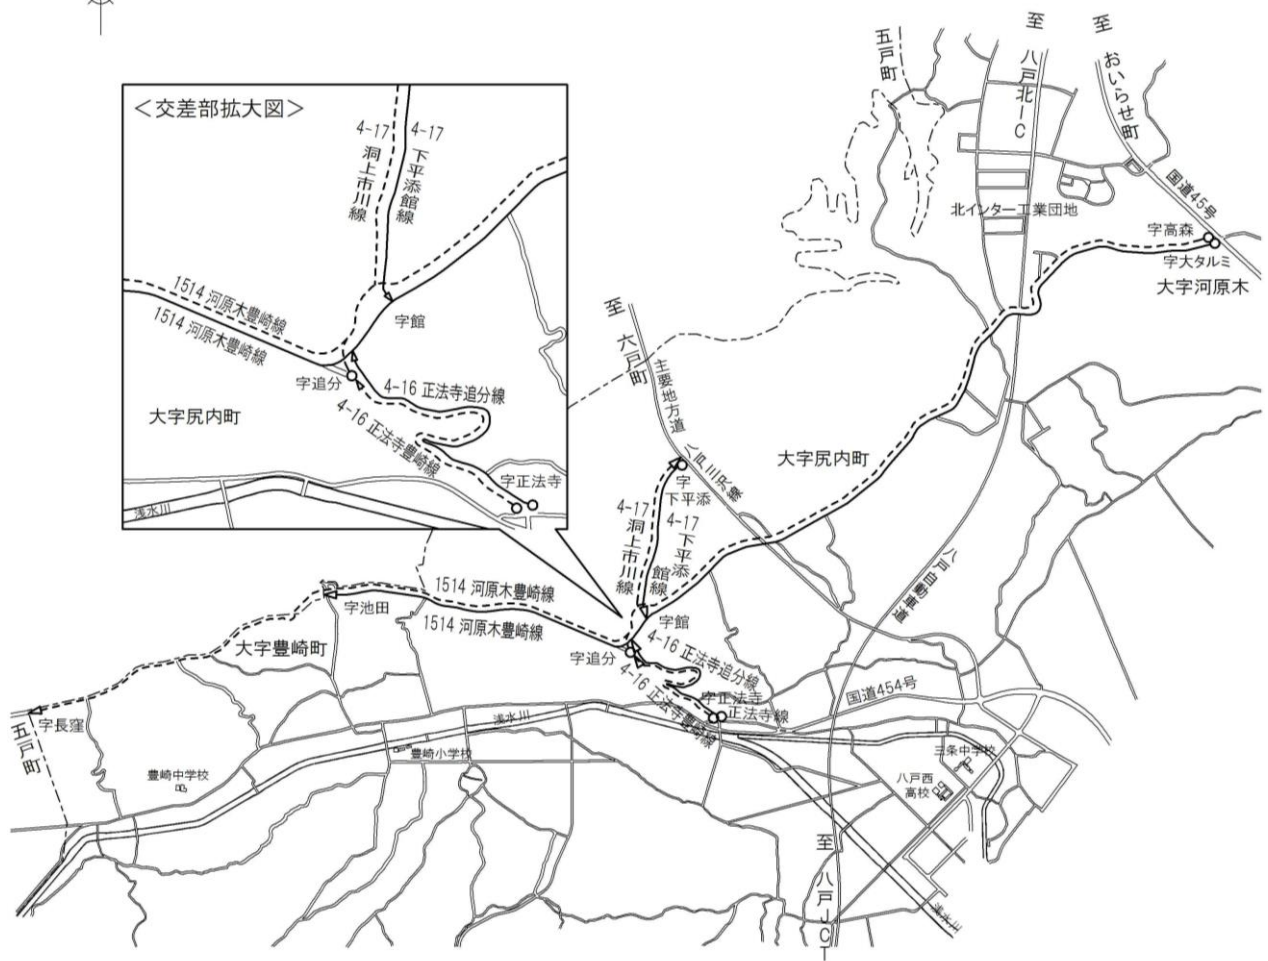 <交差部拡大図>
4-17 洞上市川線
4-17 下平添館線
1514 河原木豊崎線
1514 河原木豊崎線
字館
字追分
4-16 正法寺追分線
4-16 正法寺豊崎線
大字尻内町
字正法寺
浅水川
五戸町
至 八戸北IC
至 おいらせ町
国道45号
北インター工業団地
字高森
字大タルミ
大字河原木
至 六戸町
主要地方道 八戸三沢線
大字尻内町
字下平添
4-17 洞上市川線
4-17 下平添館線
八戸自動車道
1514 河原木豊崎線
1514 河原木豊崎線
字池田
字館
字追分
4-16 正法寺追分線
4-16 正法寺豊崎線
字正法寺
正法寺線
国道454号
大字豊崎町
字長窪
五戸町
浅水川
豊崎小学校
豊崎中学校
三条中学校
八戸西高校
至 八戸JCT
浅水川